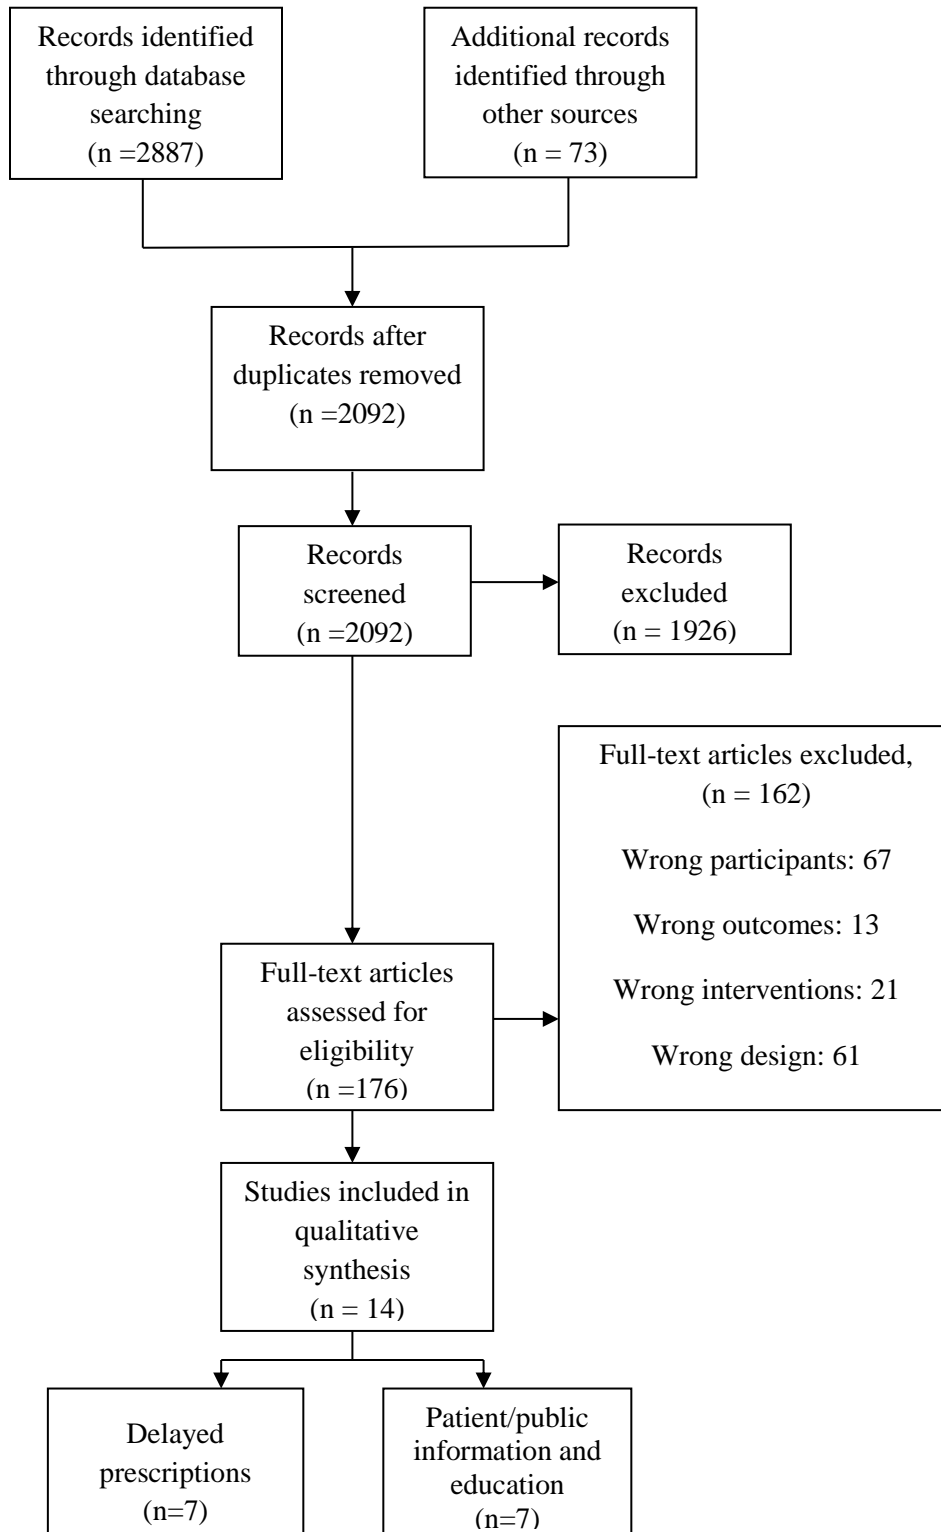 Records identified
through database
searching
(n =2887)
Additional records
identified through
other sources
(n = 73)
Records after
duplicates removed
(n =2092)
Records
screened
(n =2092)
Records
excluded
(n = 1926)
Full-text articles excluded,
(n = 162)
Wrong participants: 67
Wrong outcomes: 13
Wrong interventions: 21
Wrong design: 61
Full-text articles
assessed for
eligibility
(n =176)
Studies included in
qualitative
synthesis
(n = 14)
Delayed
prescriptions
(n=7)
Patient/public
information and
education
(n=7)